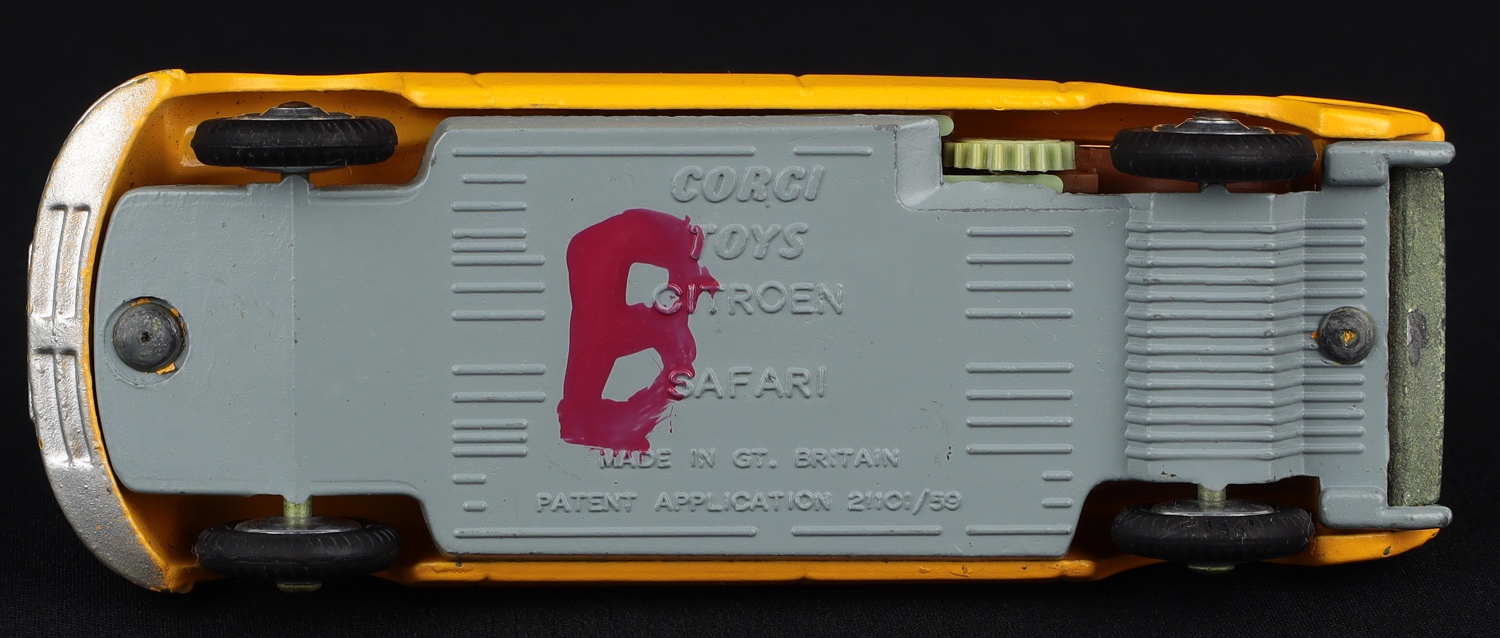 CORGI
TOYS
B
CITROEN
SAFARI
MADE IN GT. BRITAIN
PATENT APPLICATION 21101/59